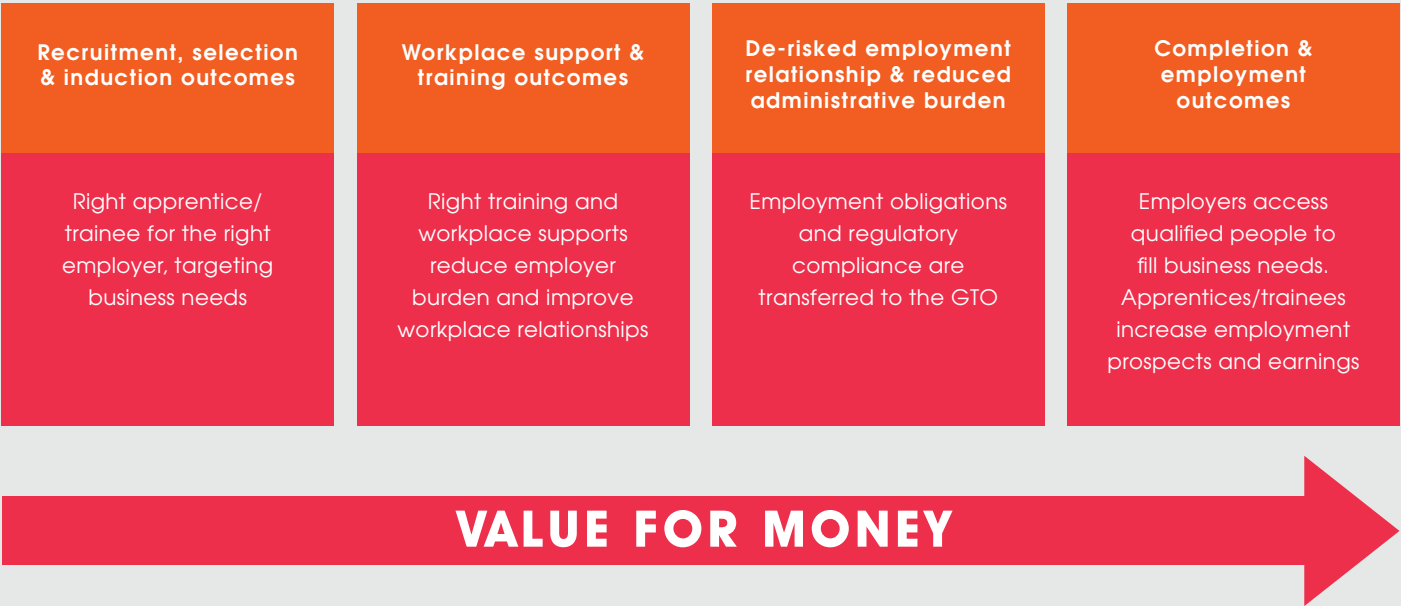 Recruitment, selection
& induction outcomes
Right apprentice/
trainee for the right
employer, targeting
business needs
Workplace support &
training outcomes
Right training and
workplace supports
reduce employer
burden and improve
workplace relationships
De-risked employment
relationship & reduced
administrative burden
Employment obligations
and regulatory
compliance are
transferred to the GTO
Completion &
employment
outcomes
Employers access
qualified people to
fill business needs.
Apprentices/trainees
increase employment
prospects and earnings
VALUE FOR MONEY